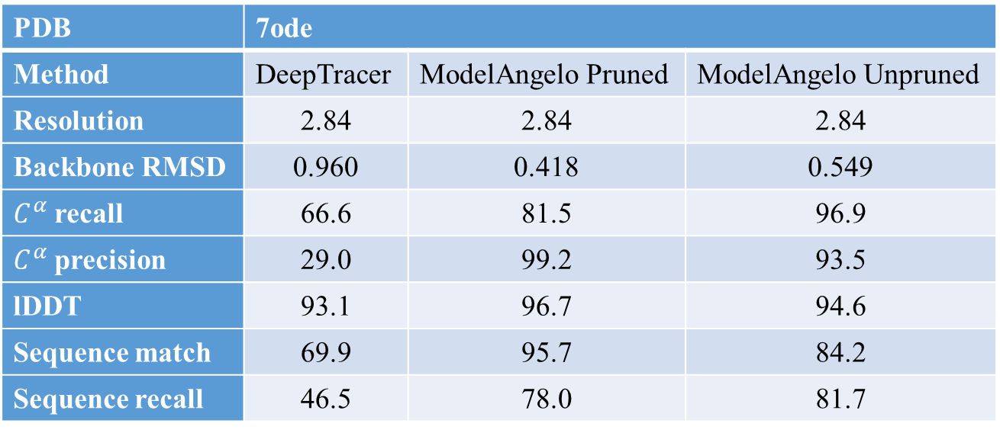 PDB 7ode
Method DeepTracer ModelAngelo Pruned ModelAngelo Unpruned
Resolution 2.84 2.84 2.84
Backbone RMSD 0.960 0.418 0.549
C^α recall 66.6 81.5 96.9
C^α precision 29.0 99.2 93.5
lDDT 93.1 96.7 94.6
Sequence match 69.9 95.7 84.2
Sequence recall 46.5 78.0 81.7